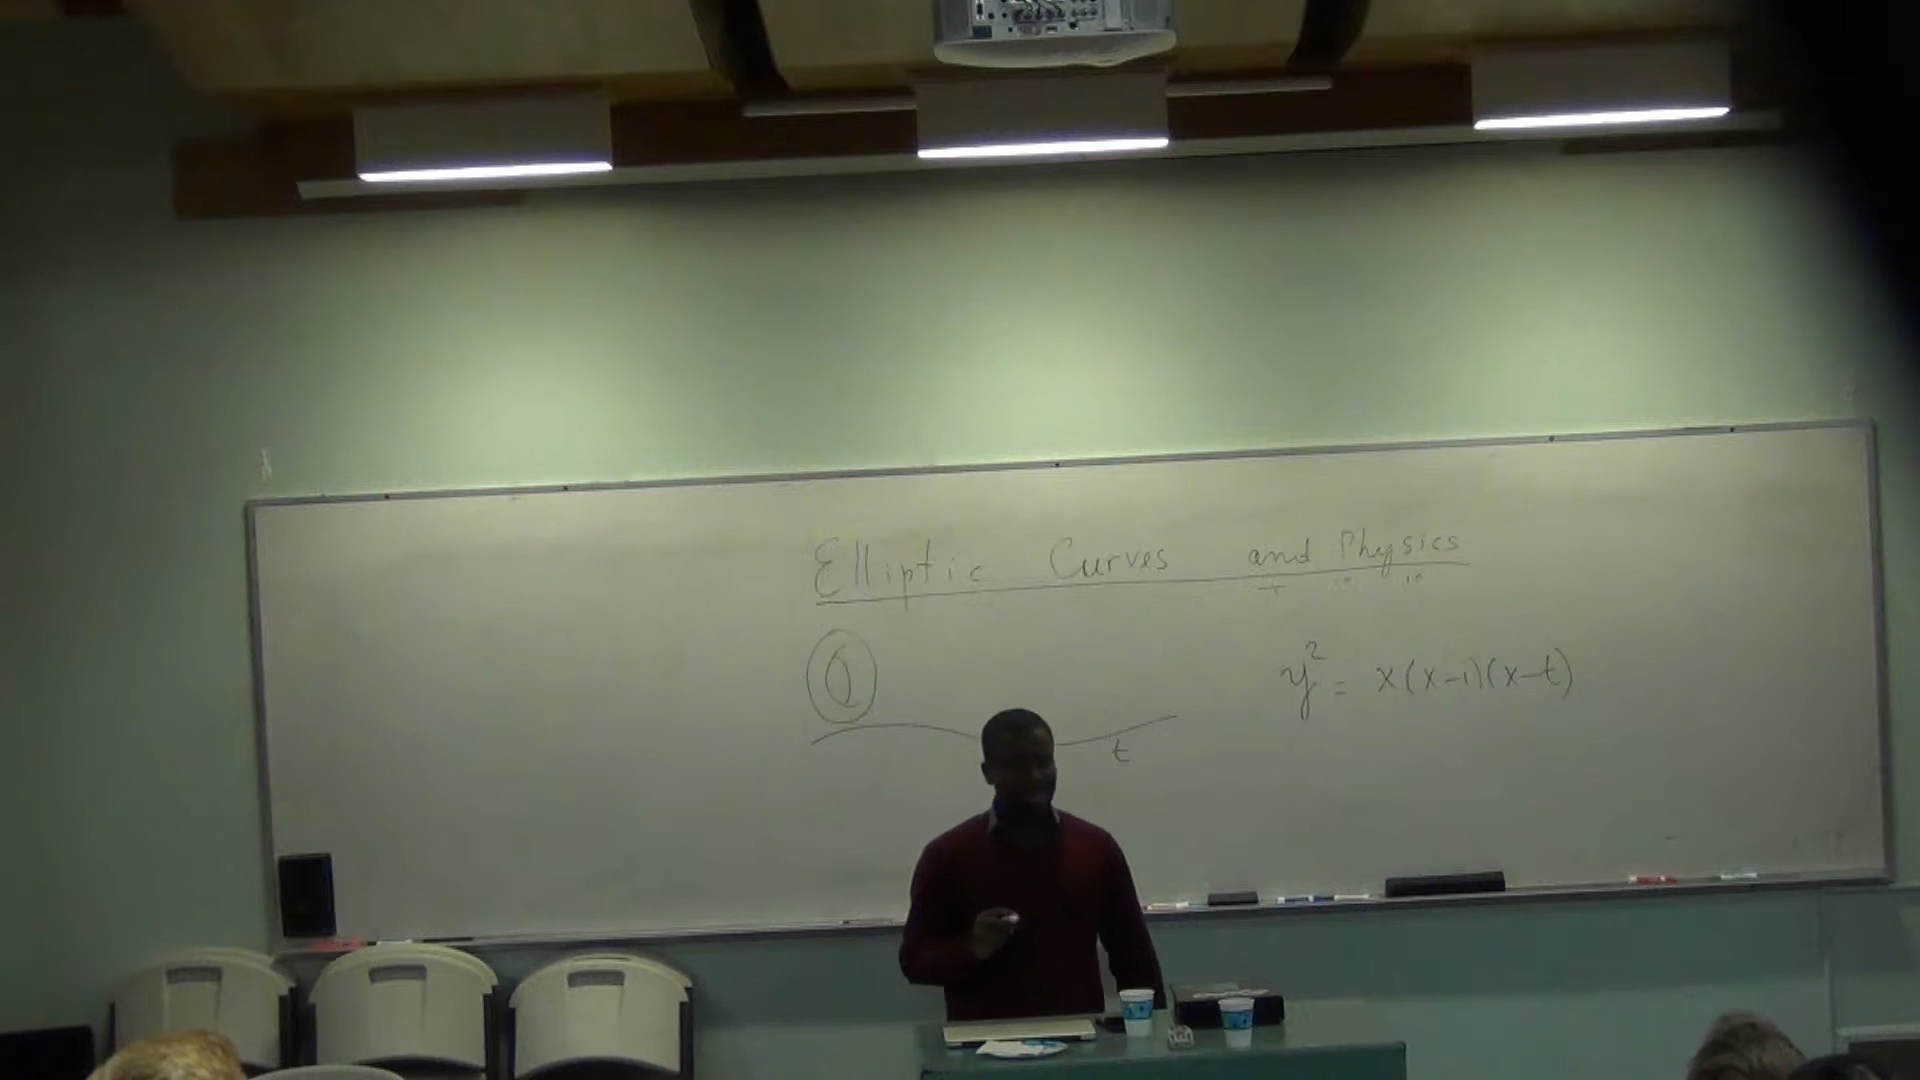 Elliptic Curves and Physics
y² = x(x-1)(x-t)
t